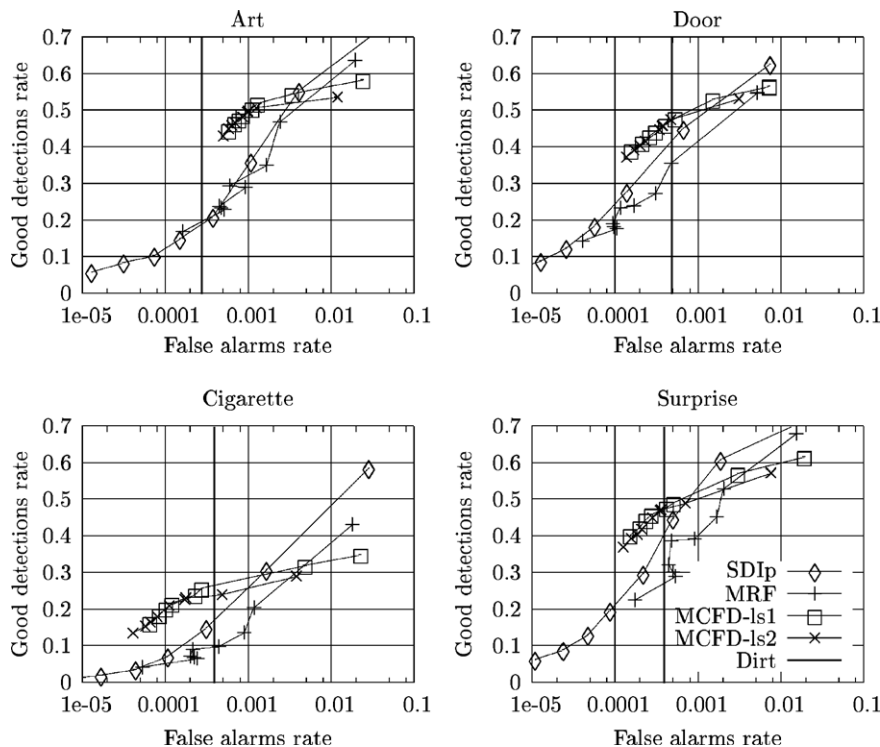 Art
Good detections rate
0.7
0.6
0.5
0.4
0.3
0.2
0.1
0
1e-05
0.0001
0.001
0.01
0.1
False alarms rate
Door
Good detections rate
0.7
0.6
0.5
0.4
0.3
0.2
0.1
0
1e-05
0.0001
0.001
0.01
0.1
False alarms rate
Cigarette
Good detections rate
0.7
0.6
0.5
0.4
0.3
0.2
0.1
0
1e-05
0.0001
0.001
0.01
0.1
False alarms rate
Surprise
Good detections rate
0.7
0.6
0.5
0.4
0.3
0.2
0.1
0
1e-05
0.0001
0.001
0.01
0.1
False alarms rate
SDIp
MRF
MCFD-ls1
MCFD-ls2
Dirt